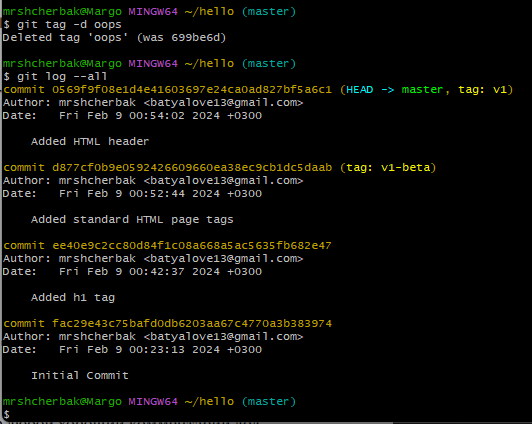 mrshcherbak@Margo MINGW64 ~/hello (master)
$ git tag -d oops
Deleted tag 'oops' (was 699be6d)
mrshcherbak@Margo MINGW64 ~/hello (master)
$ git log --all
commit 0569f9f08e1d4e41603697e24ca0ad827bf5a6c1 (HEAD -> master, tag: v1)
Author: mrshcherbak <batyalove13@gmail.com>
Date:   Fri Feb 9 00:54:02 2024 +0300
Added HTML header
commit d877cf0b9e0592426609660ea38ec9cb1dc5daab (tag: v1-beta)
Author: mrshcherbak <batyalove13@gmail.com>
Date:   Fri Feb 9 00:52:44 2024 +0300
Added standard HTML page tags
commit ee40e9c2cc80d84f1c08a668a5ac5635fb682e47
Author: mrshcherbak <batyalove13@gmail.com>
Date:   Fri Feb 9 00:42:37 2024 +0300
Added h1 tag
commit fac29e43c75bafd0db6203aa67c4770a3b383974
Author: mrshcherbak <batyalove13@gmail.com>
Date:   Fri Feb 9 00:23:13 2024 +0300
Initial Commit
mrshcherbak@Margo MINGW64 ~/hello (master)
$